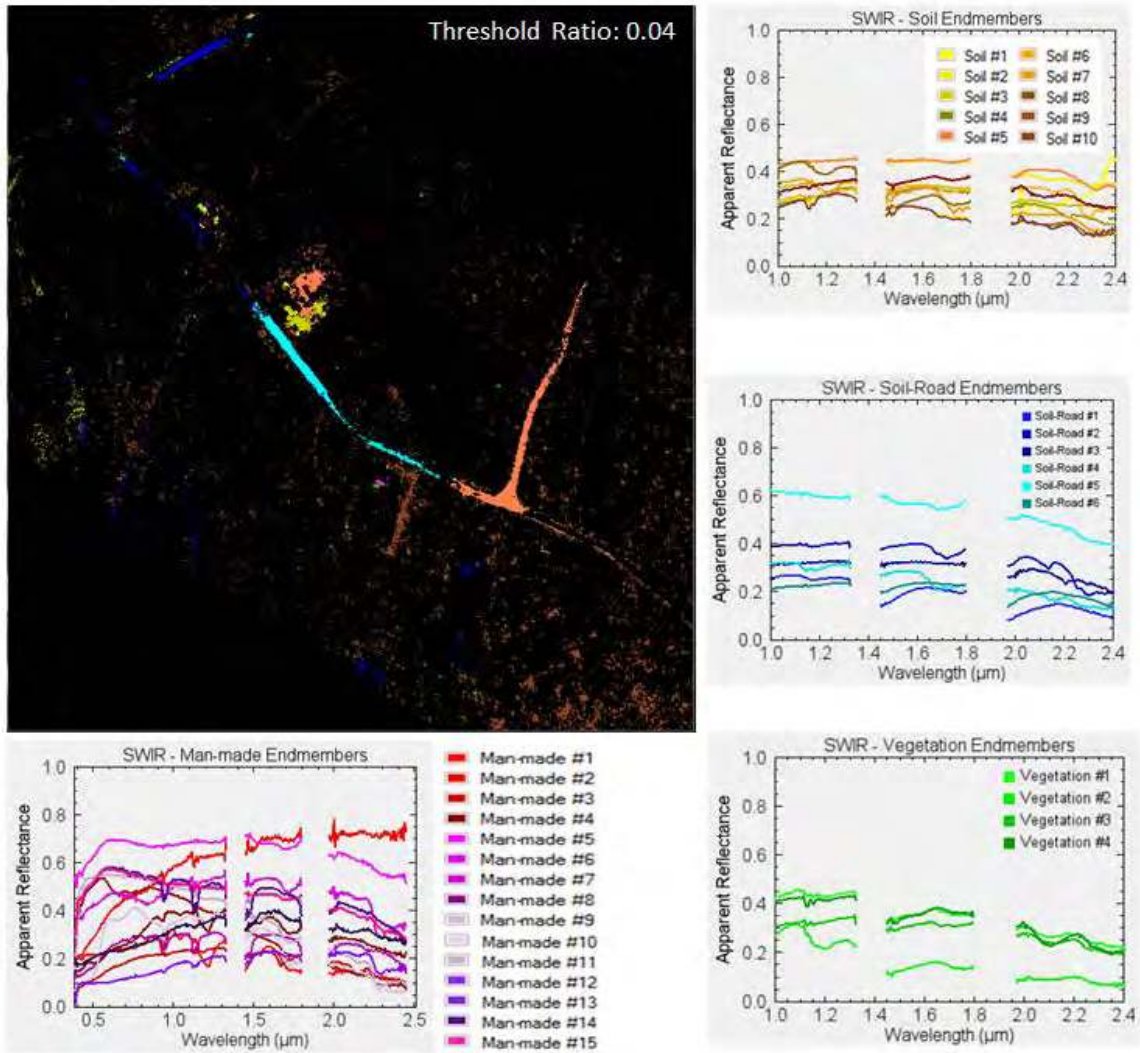 Threshold Ratio: 0.04
SWIR - Soil Endmembers
1.0
0.8
0.6
0.4
0.2
0.0
Apparent Reflectance
Soil #1
Soil #2
Soil #3
Soil #4
Soil #5
Soil #6
Soil #7
Soil #8
Soil #9
Soil #10
1.0 1.2 1.4 1.6 1.8 2.0 2.2 2.4
Wavelength (µm)
SWIR - Soil-Road Endmembers
1.0
0.8
0.6
0.4
0.2
0.0
Apparent Reflectance
Soil-Road #1
Soil-Road #2
Soil-Road #3
Soil-Road #4
Soil-Road #5
Soil-Road #6
1.0 1.2 1.4 1.6 1.8 2.0 2.2 2.4
Wavelength (µm)
SWIR - Man-made Endmembers
1.0
0.8
0.6
0.4
0.2
0.0
Apparent Reflectance
0.5 1.0 1.5 2.0 2.5
Wavelength (µm)
Man-made #1
Man-made #2
Man-made #3
Man-made #4
Man-made #5
Man-made #6
Man-made #7
Man-made #8
Man-made #9
Man-made #10
Man-made #11
Man-made #12
Man-made #13
Man-made #14
Man-made #15
SWIR - Vegetation Endmembers
1.0
0.8
0.6
0.4
0.2
0.0
Apparent Reflectance
Vegetation #1
Vegetation #2
Vegetation #3
Vegetation #4
1.0 1.2 1.4 1.6 1.8 2.0 2.2 2.4
Wavelength (µm)